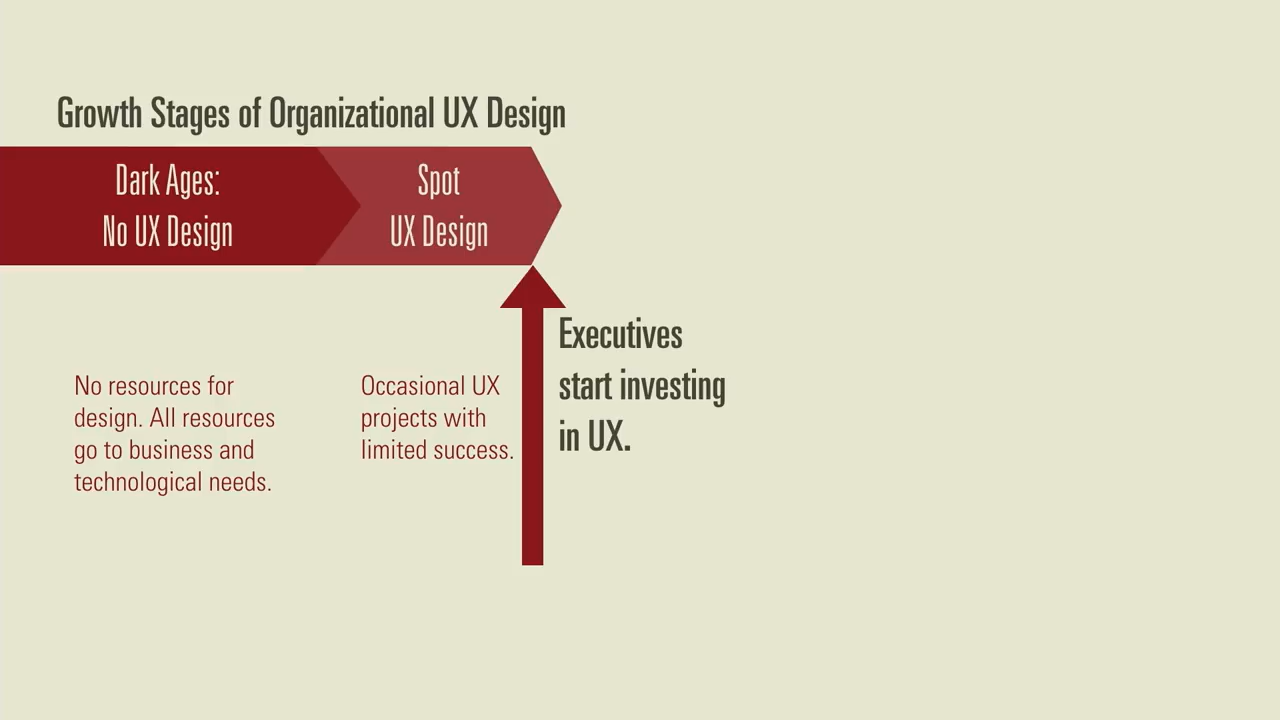 Growth Stages of Organizational UX Design
Dark Ages:
No UX Design
Spot
UX Design
Executives
start investing
in UX.
No resources for
design. All resources
go to business and
technological needs.
Occasional UX
projects with
limited success.